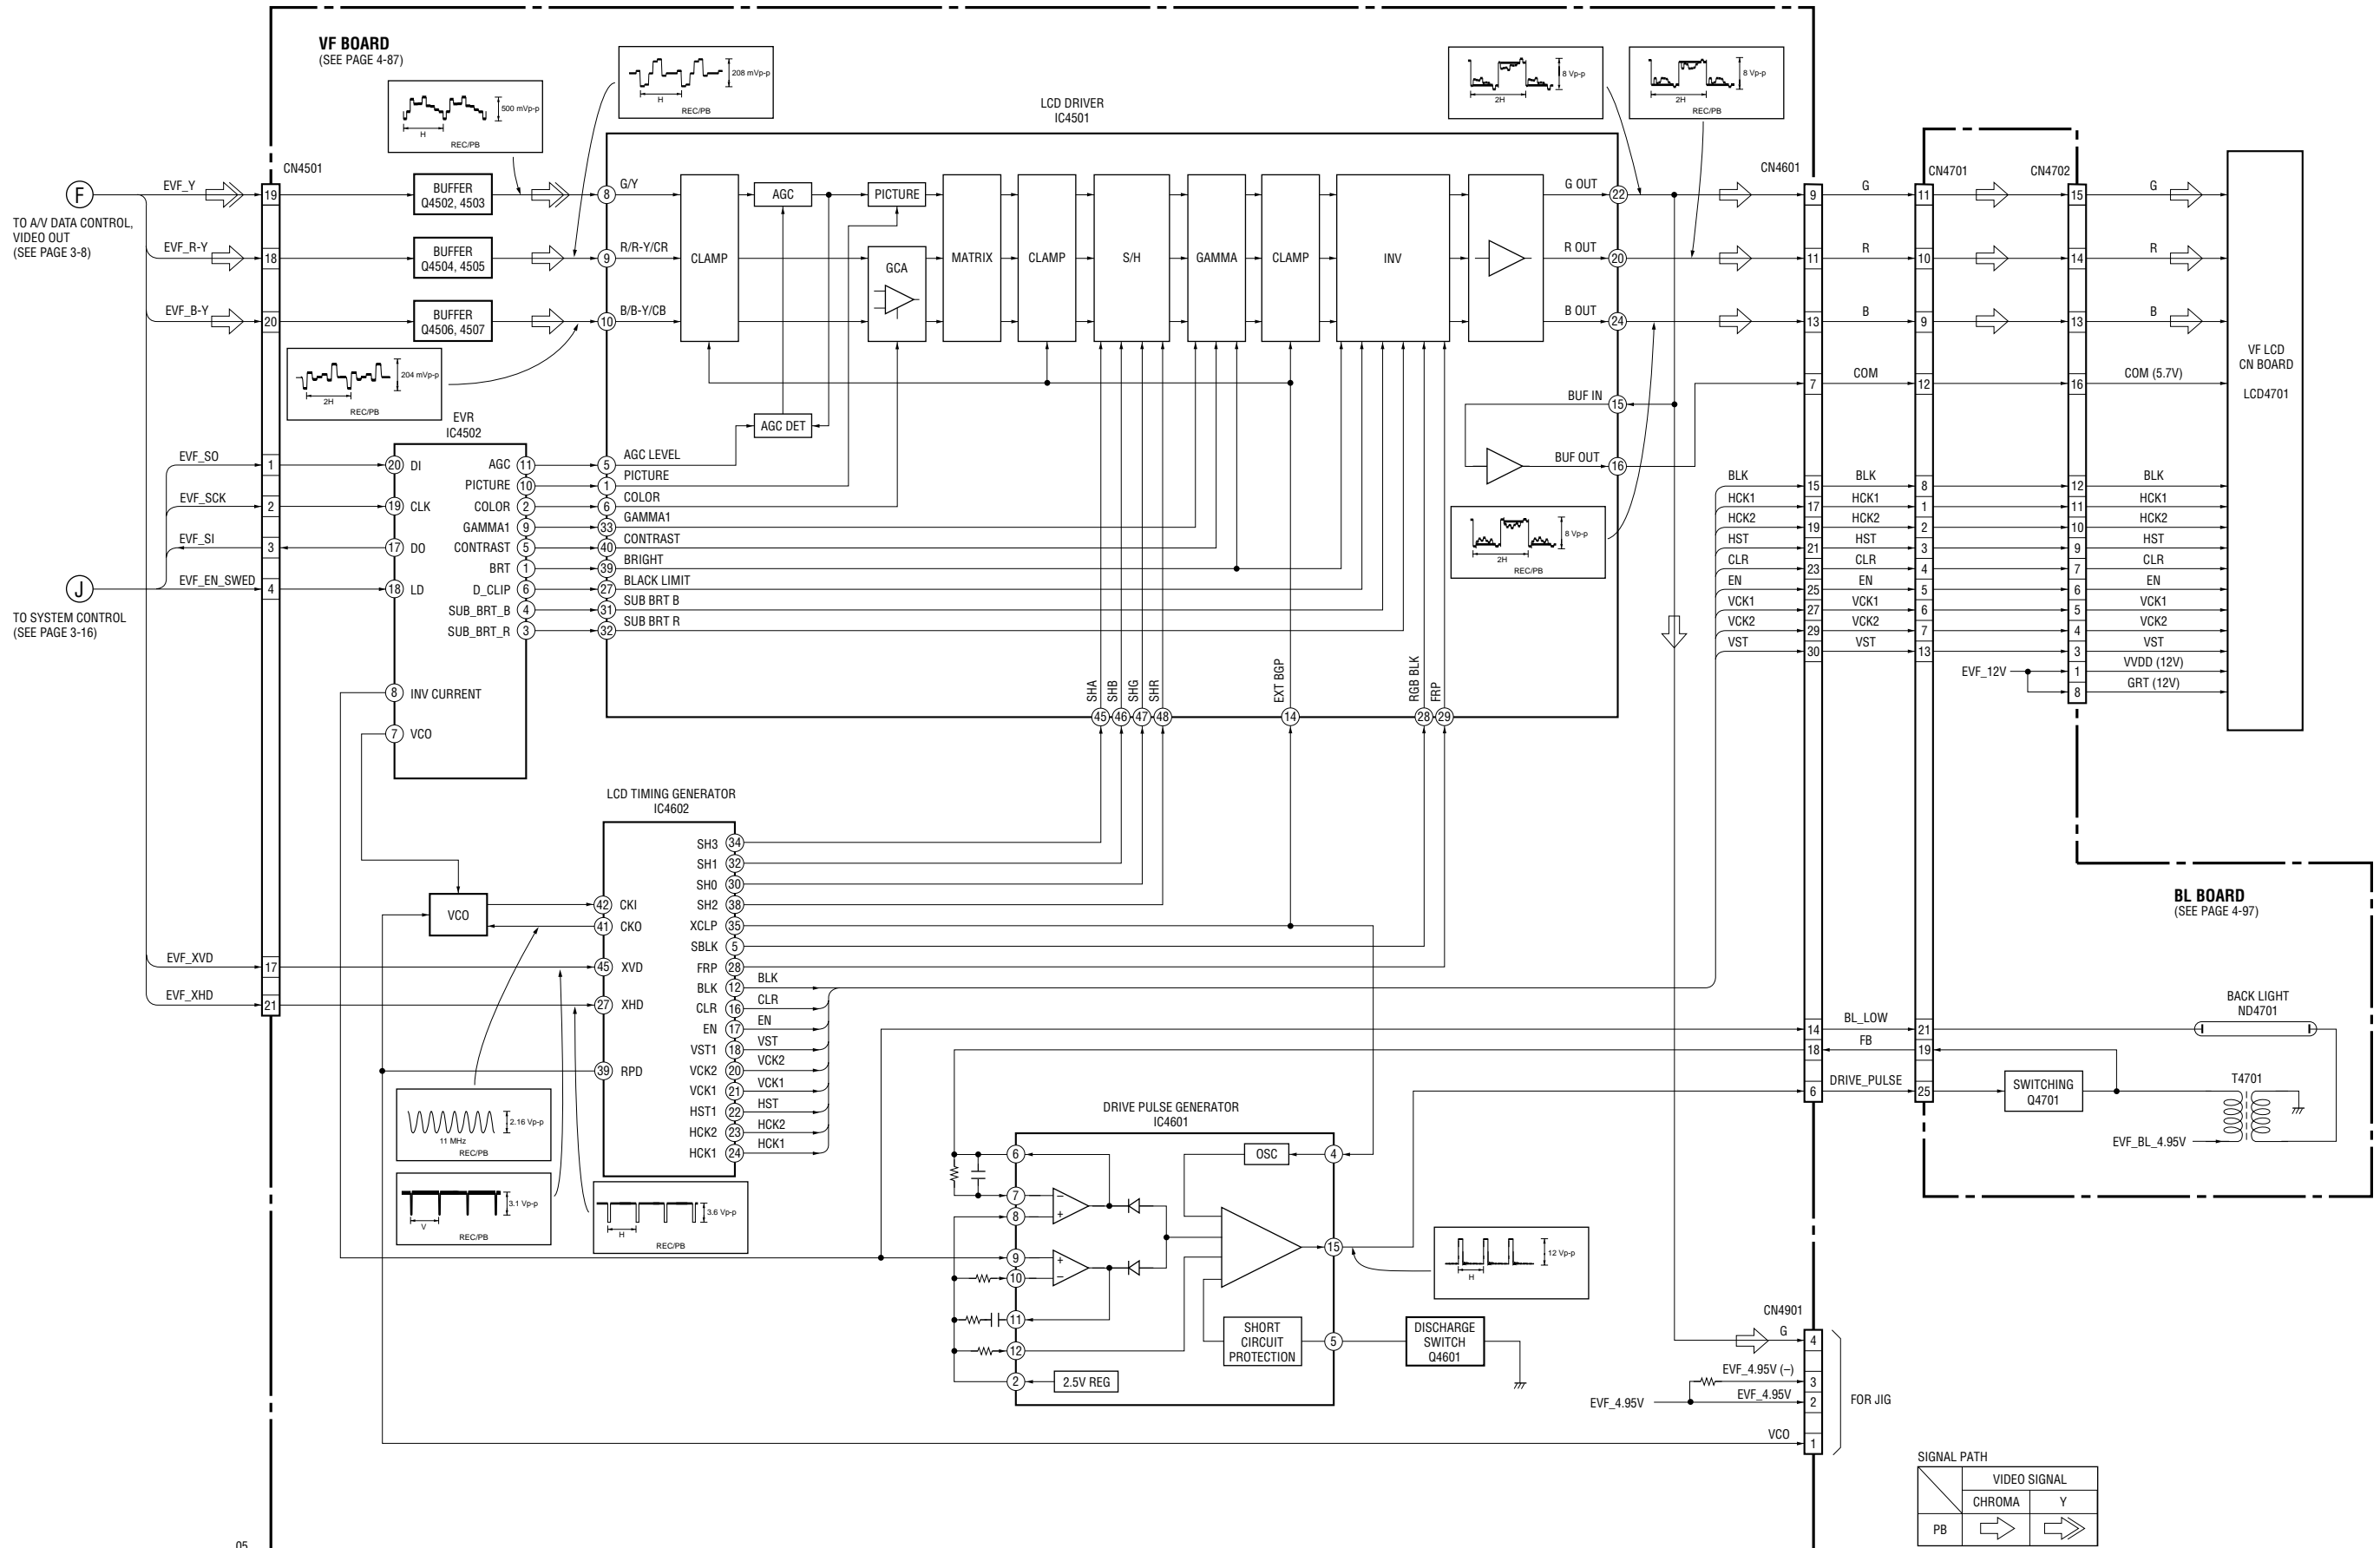 VF BOARD
(SEE PAGE 4-87)
500 mVp-p
H
REC/PB
208 mVp-p
H
REC/PB
LCD DRIVER
IC4501
8 Vp-p
2H
8 Vp-p
2H
REC/PB
F
TO A/V DATA CONTROL,
VIDEO OUT
(SEE PAGE 3-8)
EVF_Y
EVF_R-Y
EVF_B-Y
CN4501
19
18
20
BUFFER
Q4502, 4503
BUFFER
Q4504, 4505
BUFFER
Q4506, 4507
204 mVp-p
2H
REC/PB
8 G/Y
9 R/R-Y/CR
10 B/B-Y/CB
CLAMP
AGC
PICTURE
GCA
MATRIX
CLAMP
S/H
GAMMA
CLAMP
INV
AGC DET
G OUT 22
R OUT 20
B OUT 24
BUF IN 15
BUF OUT 16
8 Vp-p
2H
REC/PB
J
TO SYSTEM CONTROL
(SEE PAGE 3-16)
EVF_SO 1
EVF_SCK 2
EVF_SI 3
EVF_EN_SWED 4
EVR
IC4502
20 DI
19 CLK
17 DO
18 LD
8 INV CURRENT
7 VCO
AGC 11
PICTURE 10
COLOR 2
GAMMA1 9
CONTRAST 5
BRT 1
D_CLIP 6
SUB_BRT_B 4
SUB_BRT_R 3
5 AGC LEVEL
1 PICTURE
6 COLOR
33 GAMMA1
40 CONTRAST
39 BRIGHT
27 BLACK LIMIT
31 SUB BRT B
32 SUB BRT R
SHA
SHB
SHG
SHR
EXT BGP
RGB BLK
FRP
45 46 47 48 14 28 29
LCD TIMING GENERATOR
IC4602
VCO
42 CKI
41 CKO
45 XVD
27 XHD
39 RPD
SH3 34
SH1 32
SH0 30
SH2 38
XCLP 35
SBLK 5
FRP 28
BLK 12 BLK
CLR 16 CLR
EN 17 EN
VST1 18 VST
VCK2 20 VCK2
VCK1 21 VCK1
HST1 22 HST
HCK2 23 HCK2
HCK1 24 HCK1
EVF_XVD 17
EVF_XHD 21
2.16 Vp-p
11 MHz
REC/PB
3.1 Vp-p
V
REC/PB
3.6 Vp-p
H
REC/PB
DRIVE PULSE GENERATOR
IC4601
6
7
8
9
10
11
12
2
−
+
+
−
2.5V REG
OSC
4
15
5
SHORT
CIRCUIT
PROTECTION
DISCHARGE
SWITCH
Q4601
12 Vp-p
H
REC/PB
CN4601
9 G
11 R
13 B
7 COM
15 BLK
17 HCK1
19 HCK2
21 HST
23 CLR
25 EN
27 VCK1
29 VCK2
30 VST
BLK
HCK1
HCK2
HST
CLR
EN
VCK1
VCK2
VST
14 BL_LOW 21
18 FB 19
6 DRIVE_PULSE 25
CN4701
11
10
9
12
8
1
2
3
4
5
6
7
13
CN4702
15 G
14 R
13 B
16 COM (5.7V)
12 BLK
11 HCK1
10 HCK2
9 HST
7 CLR
6 EN
5 VCK1
4 VCK2
3 VST
EVF_12V 1 VVDD (12V)
8 GRT (12V)
VF LCD
CN BOARD
LCD4701
BL BOARD
(SEE PAGE 4-97)
BACK LIGHT
ND4701
SWITCHING
Q4701
T4701
EVF_BL_4.95V
CN4901
G 4
EVF_4.95V (–) 3
EVF_4.95V EVF_4.95V 2
VCO 1
FOR JIG
SIGNAL PATH
VIDEO SIGNAL
CHROMA Y
PB
05